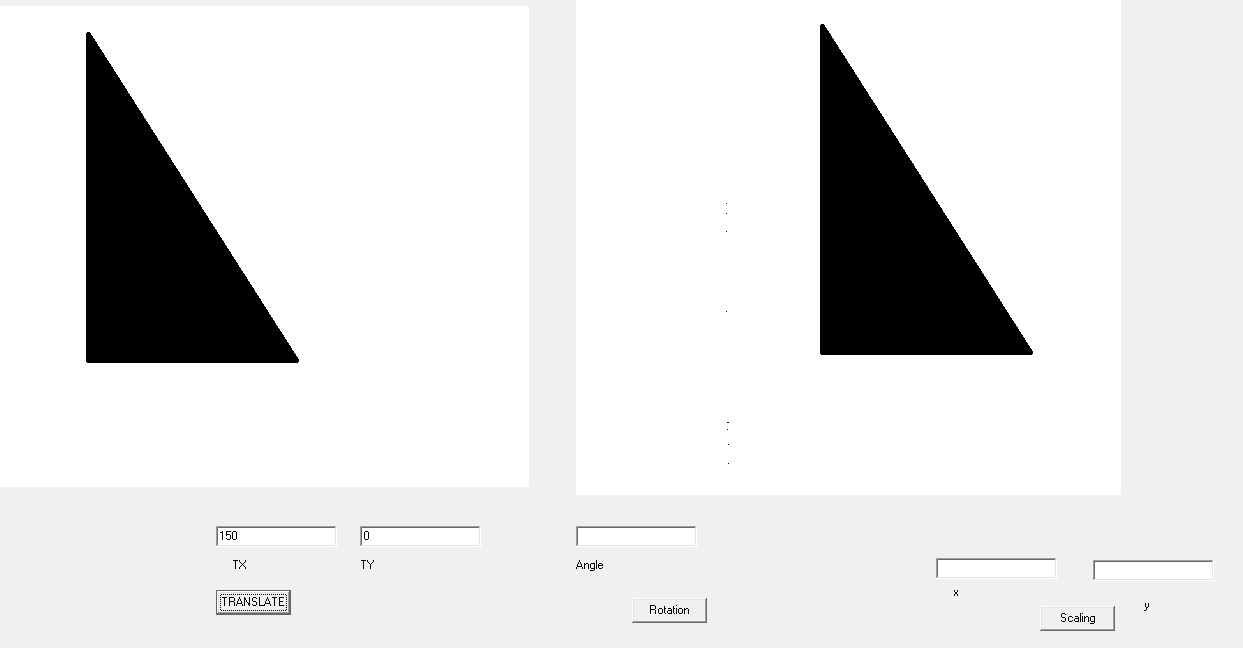 150 0
TX TY Angle
x y
TRANSLATE Rotation Scaling